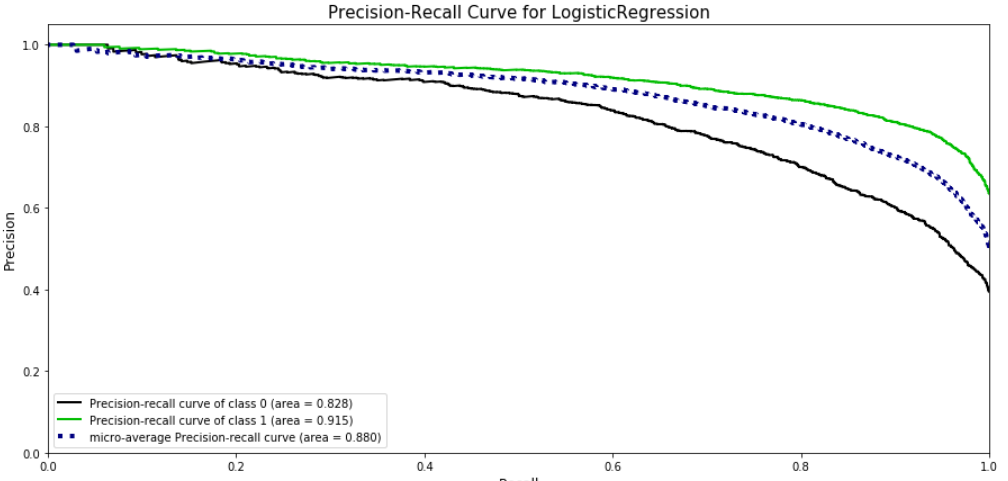 Precision-Recall Curve for LogisticRegression
1.0
0.8
0.6
0.4
0.2
0.0
Precision
Precision-recall curve of class 0 (area = 0.828)
Precision-recall curve of class 1 (area = 0.915)
micro-average Precision-recall curve (area = 0.880)
0.0 0.2 0.4 0.6 0.8 1.0
Recall